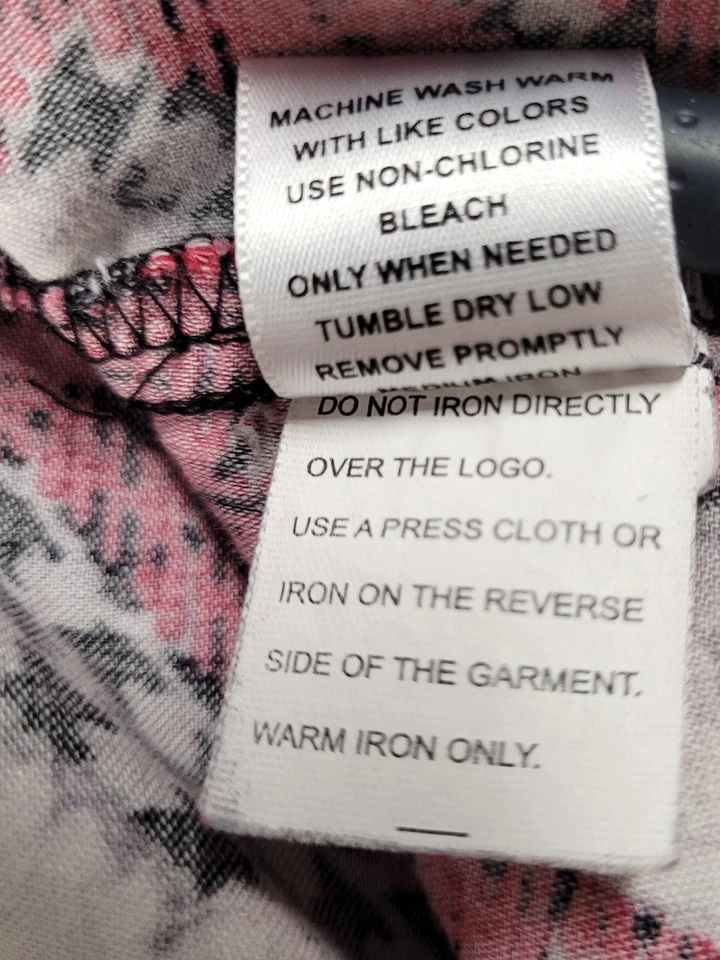 MACHINE WASH WARM
WITH LIKE COLORS
USE NON-CHLORINE
BLEACH
ONLY WHEN NEEDED
TUMBLE DRY LOW
REMOVE PROMPTLY
MEDIUM IRON
DO NOT IRON DIRECTLY
OVER THE LOGO.
USE A PRESS CLOTH OR
IRON ON THE REVERSE
SIDE OF THE GARMENT.
WARM IRON ONLY.